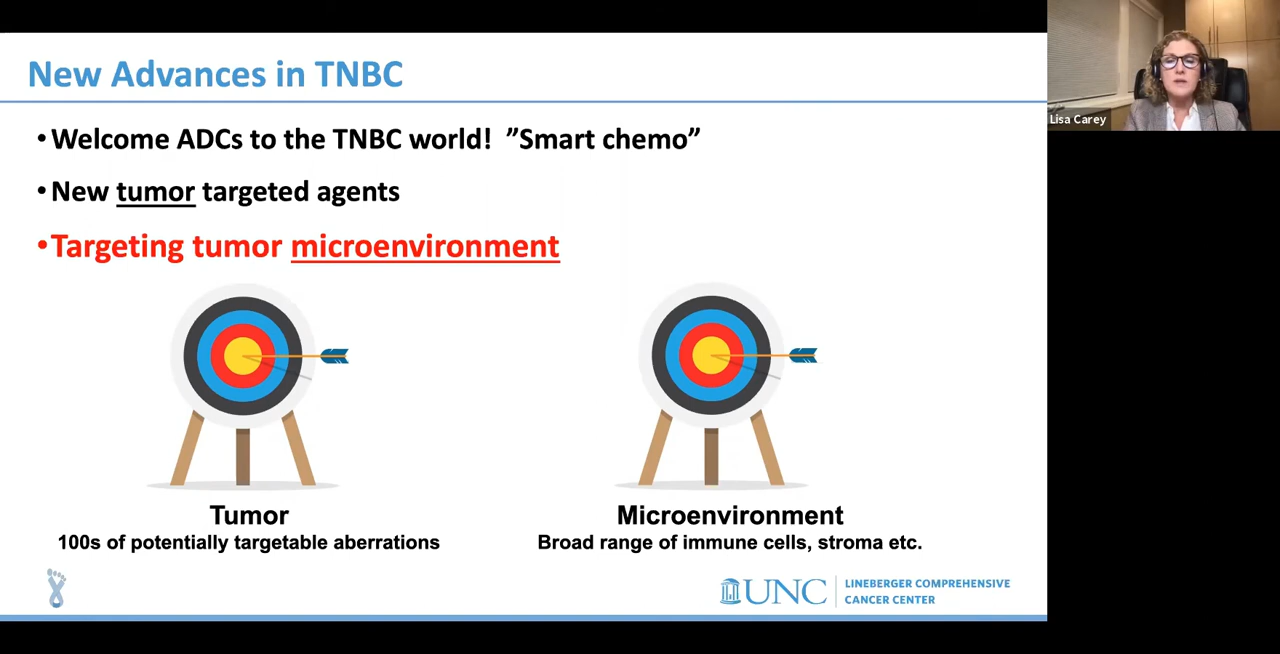 New Advances in TNBC
•Welcome ADCs to the TNBC world! ”Smart chemo”
•New tumor targeted agents
•Targeting tumor microenvironment
Tumor
100s of potentially targetable aberrations
Microenvironment
Broad range of immune cells, stroma etc.
UNC
LINEBERGER COMPREHENSIVE
CANCER CENTER
Lisa Carey